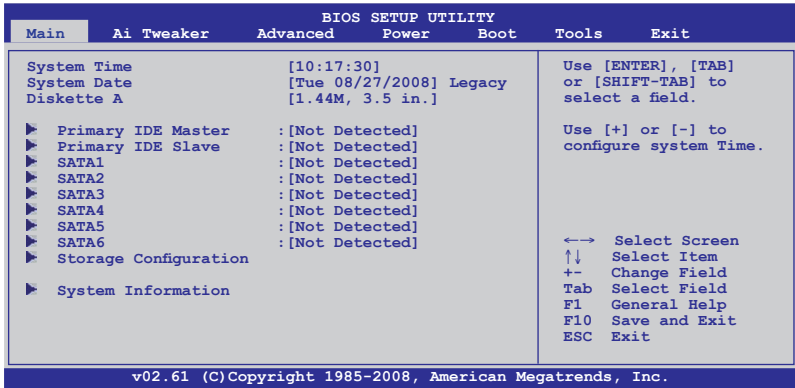 BIOS SETUP UTILITY
Main Ai Tweaker Advanced Power Boot Tools Exit
System Time [10:17:30]
System Date [Tue 08/27/2008] Legacy
Diskette A [1.44M, 3.5 in.]
Primary IDE Master :[Not Detected]
Primary IDE Slave :[Not Detected]
SATA1 :[Not Detected]
SATA2 :[Not Detected]
SATA3 :[Not Detected]
SATA4 :[Not Detected]
SATA5 :[Not Detected]
SATA6 :[Not Detected]
Storage Configuration
System Information
Use [ENTER], [TAB]
or [SHIFT-TAB] to
select a field.
Use [+] or [-] to
configure system Time.
←→ Select Screen
↑↓ Select Item
+- Change Field
Tab Select Field
F1 General Help
F10 Save and Exit
ESC Exit
v02.61 (C)Copyright 1985-2008, American Megatrends, Inc.